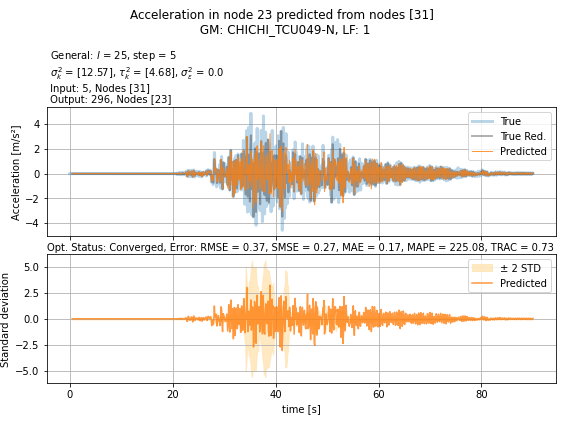 Acceleration in node 23 predicted from nodes [31]
GM: CHICHI_TCU049-N, LF: 1
General: l = 25, step = 5
σ²ₖ = [12.57], τ²ₖ = [4.68], σ²ε = 0.0
Input: 5, Nodes [31]
Output: 296, Nodes [23]
4
2
0
−2
−4
Acceleration [m/s²]
True
True Red.
Predicted
Opt. Status: Converged, Error: RMSE = 0.37, SMSE = 0.27, MAE = 0.17, MAPE = 225.08, TRAC = 0.73
5.0
2.5
0.0
−2.5
−5.0
Standard deviation
± 2 STD
Predicted
0 20 40 60 80
time [s]